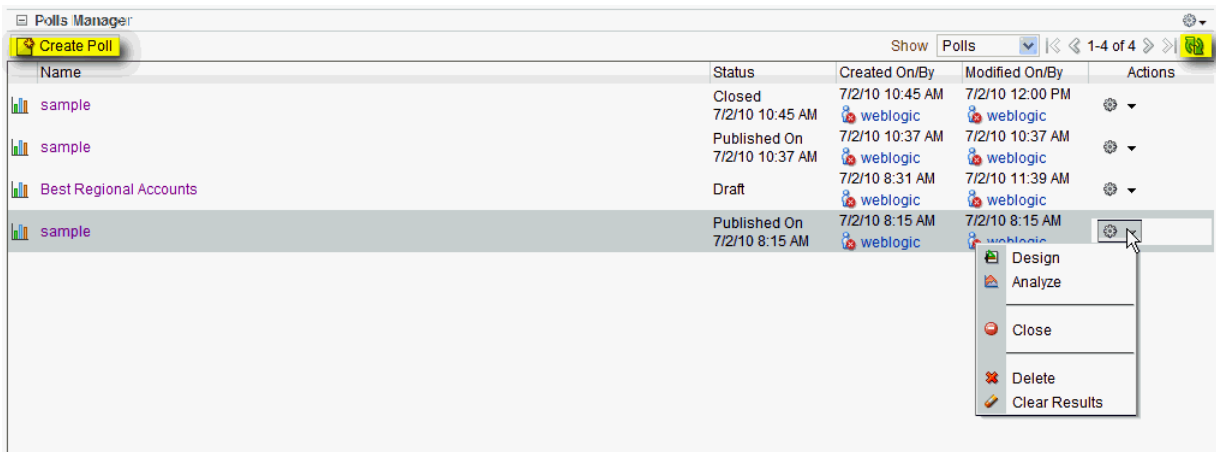 Polls Manager
Create Poll
Show Polls 1-4 of 4
Name Status Created On/By Modified On/By Actions
sample Closed 7/2/10 10:45 AM 7/2/10 12:00 PM
7/2/10 10:45 AM weblogic weblogic
sample Published On 7/2/10 10:37 AM 7/2/10 10:37 AM
7/2/10 10:37 AM weblogic weblogic
Best Regional Accounts Draft 7/2/10 8:31 AM 7/2/10 11:39 AM
weblogic weblogic
sample Published On 7/2/10 8:15 AM 7/2/10 8:15 AM
7/2/10 8:15 AM weblogic weblogic
Design
Analyze
Close
Delete
Clear Results